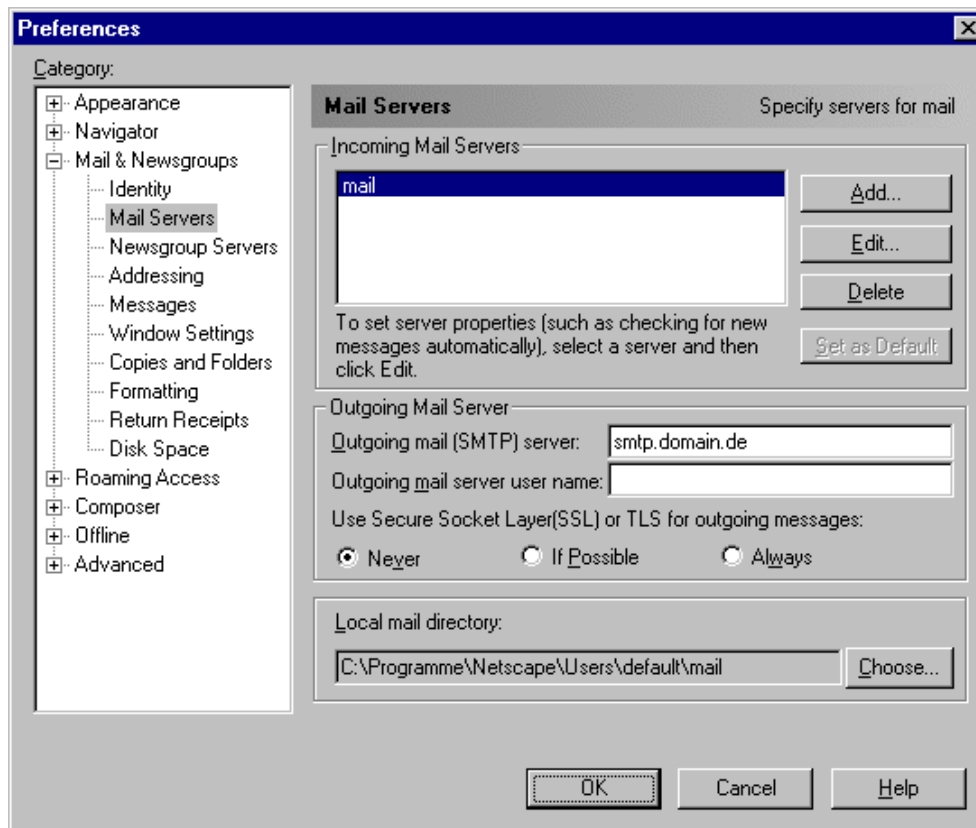 Preferences
Category:
Appearance
Navigator
Mail & Newsgroups
Identity
Mail Servers
Newsgroup Servers
Addressing
Messages
Window Settings
Copies and Folders
Formatting
Return Receipts
Disk Space
Roaming Access
Composer
Offline
Advanced
Mail Servers Specify servers for mail
Incoming Mail Servers
mail
Add...
Edit...
Delete
Set as Default
To set server properties (such as checking for new
messages automatically), select a server and then
click Edit.
Outgoing Mail Server
Outgoing mail (SMTP) server: smtp.domain.de
Outgoing mail server user name:
Use Secure Socket Layer(SSL) or TLS for outgoing messages:
Never If Possible Always
Local mail directory:
C:\Programme\Netscape\Users\default\mail Choose...
OK Cancel Help